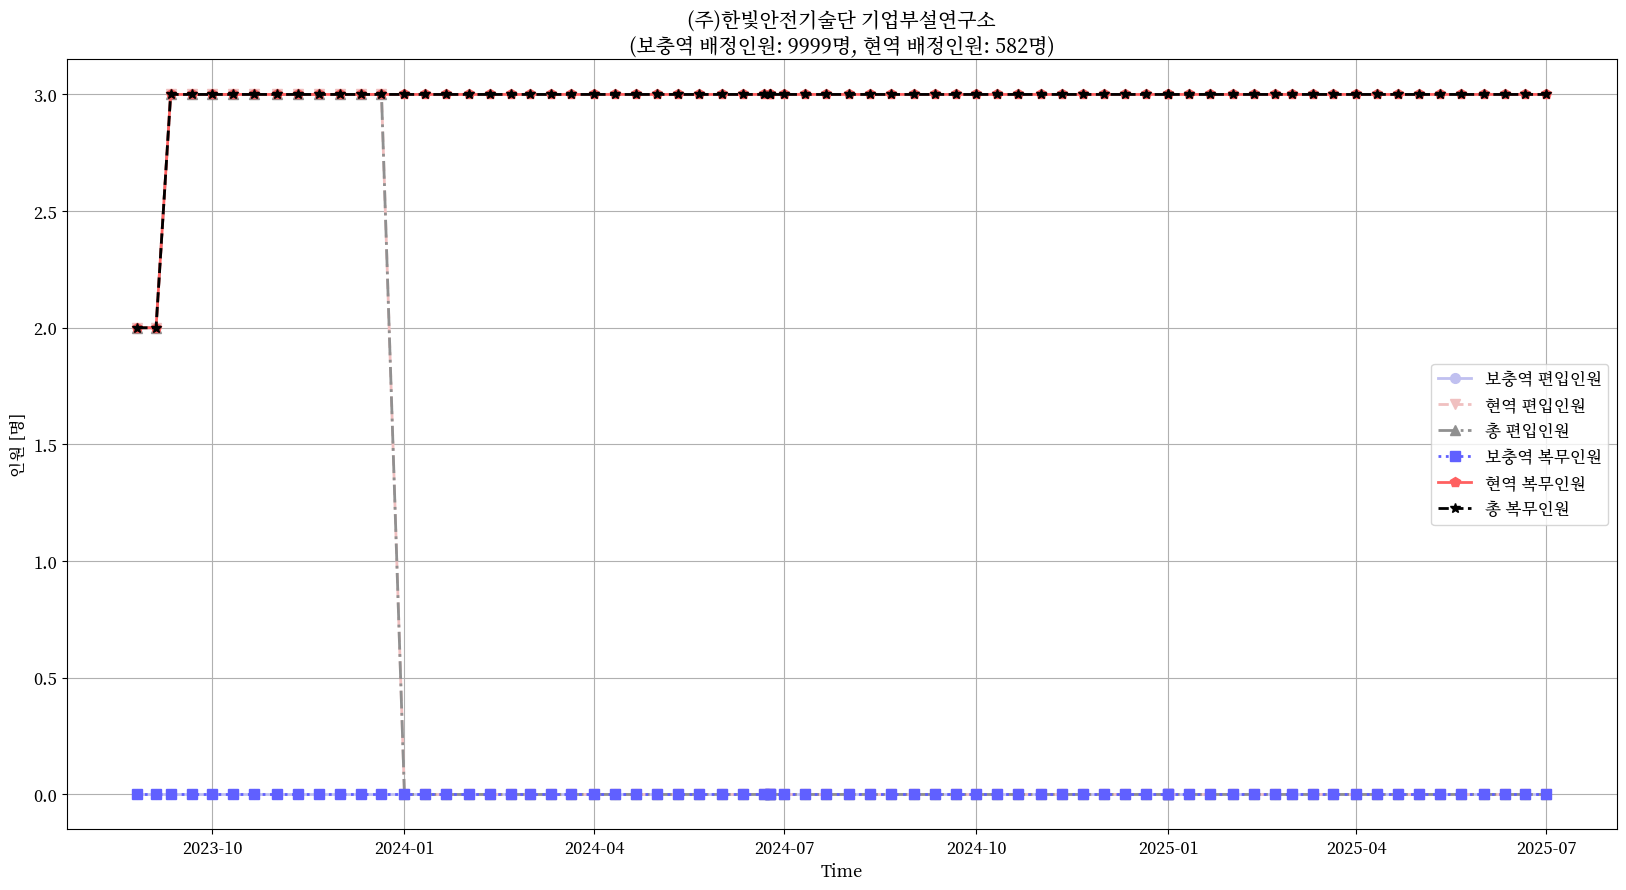 (주)한빛안전기술단 기업부설연구소
(보충역 배정인원: 9999명, 현역 배정인원: 582명)
3.0
2.5
2.0
1.5
1.0
0.5
0.0
인원 [명]
보충역 편입인원
현역 편입인원
총 편입인원
보충역 복무인원
현역 복무인원
총 복무인원
2023-10 2024-01 2024-04 2024-07 2024-10 2025-01 2025-04 2025-07
Time